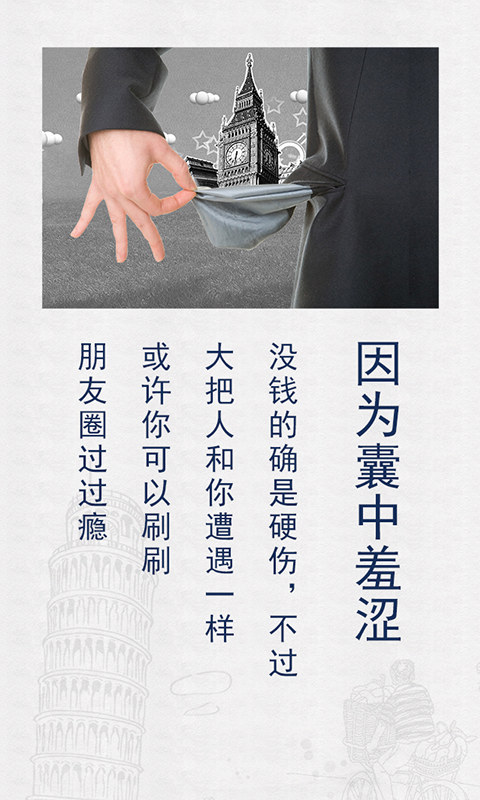 因为囊中羞涩
没钱的确是硬伤，不过
大把人和你遭遇一样
或许你可以刷刷
朋友圈过过瘾